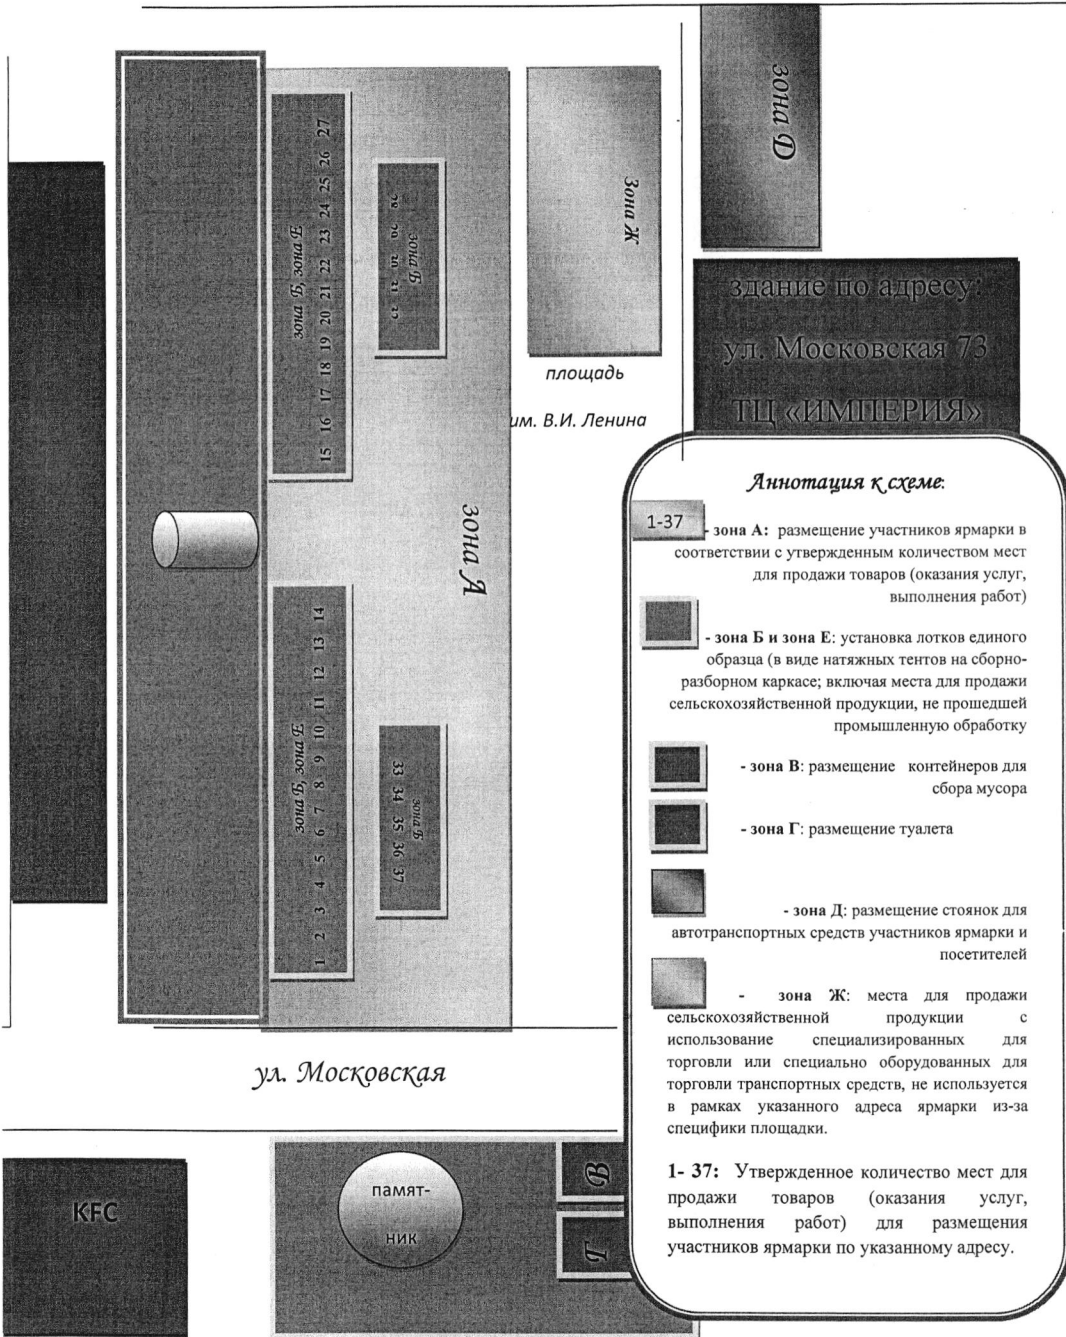 зона Д
Зона Ж
зона Б, зона Е
15 16 17 18 19 20 21 22 23 24 25 26 27
зона Б
площадь
им. В.И. Ленина
здание по адресу:
ул. Московская 73
ТЦ «ИМПЕРИЯ»
зона А
зона Б, зона Е
1 2 3 4 5 6 7 8 9 10 11 12 13 14
зона Б
33 34 35 36 37
ул. Московская
KFC
памят-
ник
В
Г
Аннотация к схеме:
1-37
- зона А: размещение участников ярмарки в
соответствии с утвержденным количеством мест
для продажи товаров (оказания услуг,
выполнения работ)
- зона Б и зона Е: установка лотков единого
образца (в виде натяжных тентов на сборно-
разборном каркасе; включая места для продажи
сельскохозяйственной продукции, не прошедшей
промышленную обработку
- зона В: размещение контейнеров для
сбора мусора
- зона Г: размещение туалета
- зона Д: размещение стоянок для
автотранспортных средств участников ярмарки и
посетителей
- зона Ж: места для продажи
сельскохозяйственной продукции с
использование специализированных для
торговли или специально оборудованных для
торговли транспортных средств, не используется
в рамках указанного адреса ярмарки из-за
специфики площадки.
1- 37: Утвержденное количество мест для
продажи товаров (оказания услуг,
выполнения работ) для размещения
участников ярмарки по указанному адресу.